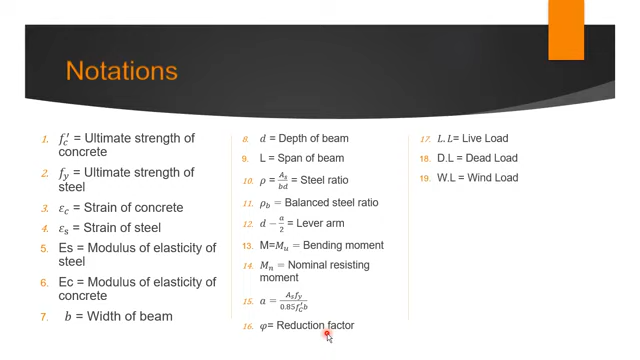 Notations
1. f′c = Ultimate strength of
concrete
2. fy = Ultimate strength of
steel
3. εc = Strain of concrete
4. εs = Strain of steel
5. Es = Modulus of elasticity of
steel
6. Ec = Modulus of elasticity of
concrete
7. b = Width of beam
8. d = Depth of beam
9. L = Span of beam
10. ρ = As/bd = Steel ratio
11. ρb = Balanced steel ratio
12. d − a/2 = Lever arm
13. M=Mu = Bending moment
14. Mn = Nominal resisting
moment
15. a = As fy / 0.85f′c b
16. φ= Reduction factor
17. L.L= Live Load
18. D.L = Dead Load
19. W.L = Wind Load